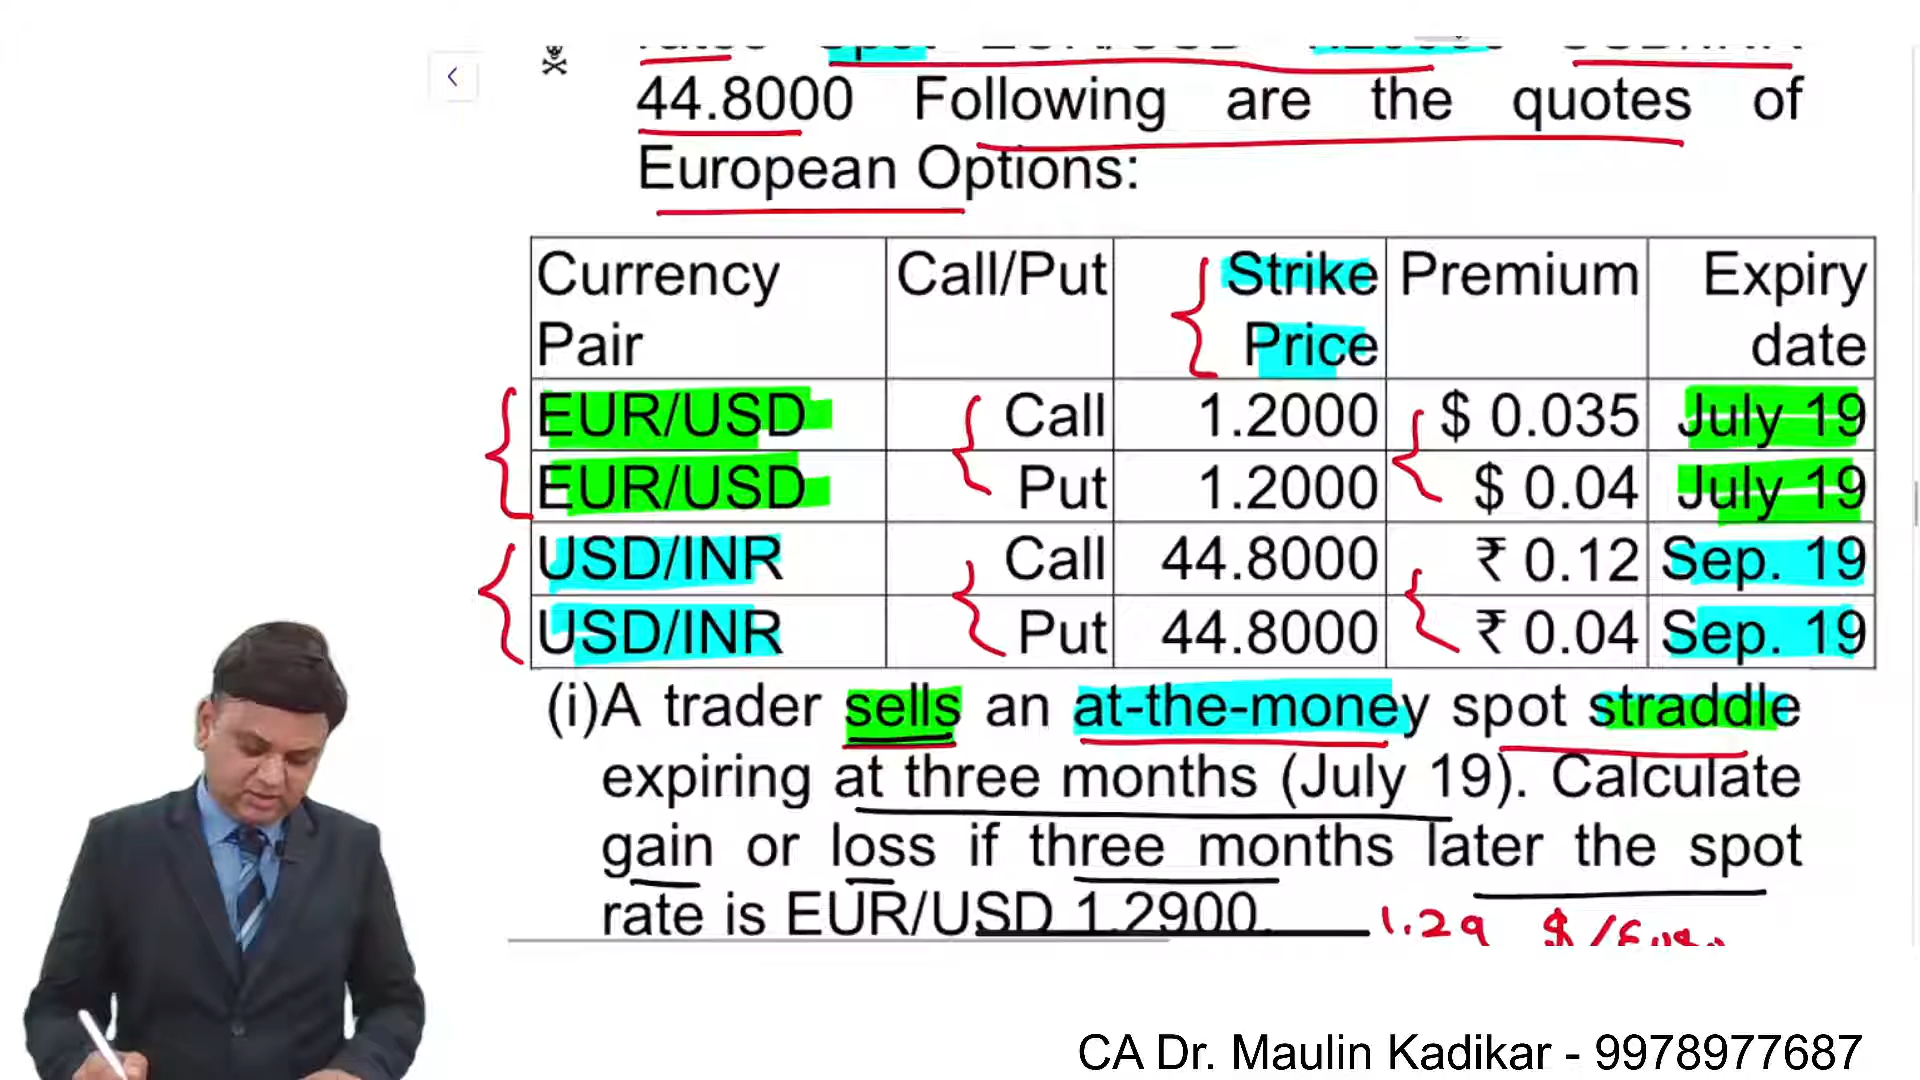 44.8000 Following are the quotes of
European Options:
Currency Pair Call/Put Strike Price Premium Expiry date
EUR/USD Call 1.2000 $ 0.035 July 19
EUR/USD Put 1.2000 $ 0.04 July 19
USD/INR Call 44.8000 ₹ 0.12 Sep. 19
USD/INR Put 44.8000 ₹ 0.04 Sep. 19
(i)A trader sells an at-the-money spot straddle
expiring at three months (July 19). Calculate
gain or loss if three months later the spot
rate is EUR/USD 1.2900. 1.29 $/
CA Dr. Maulin Kadikar - 9978977687